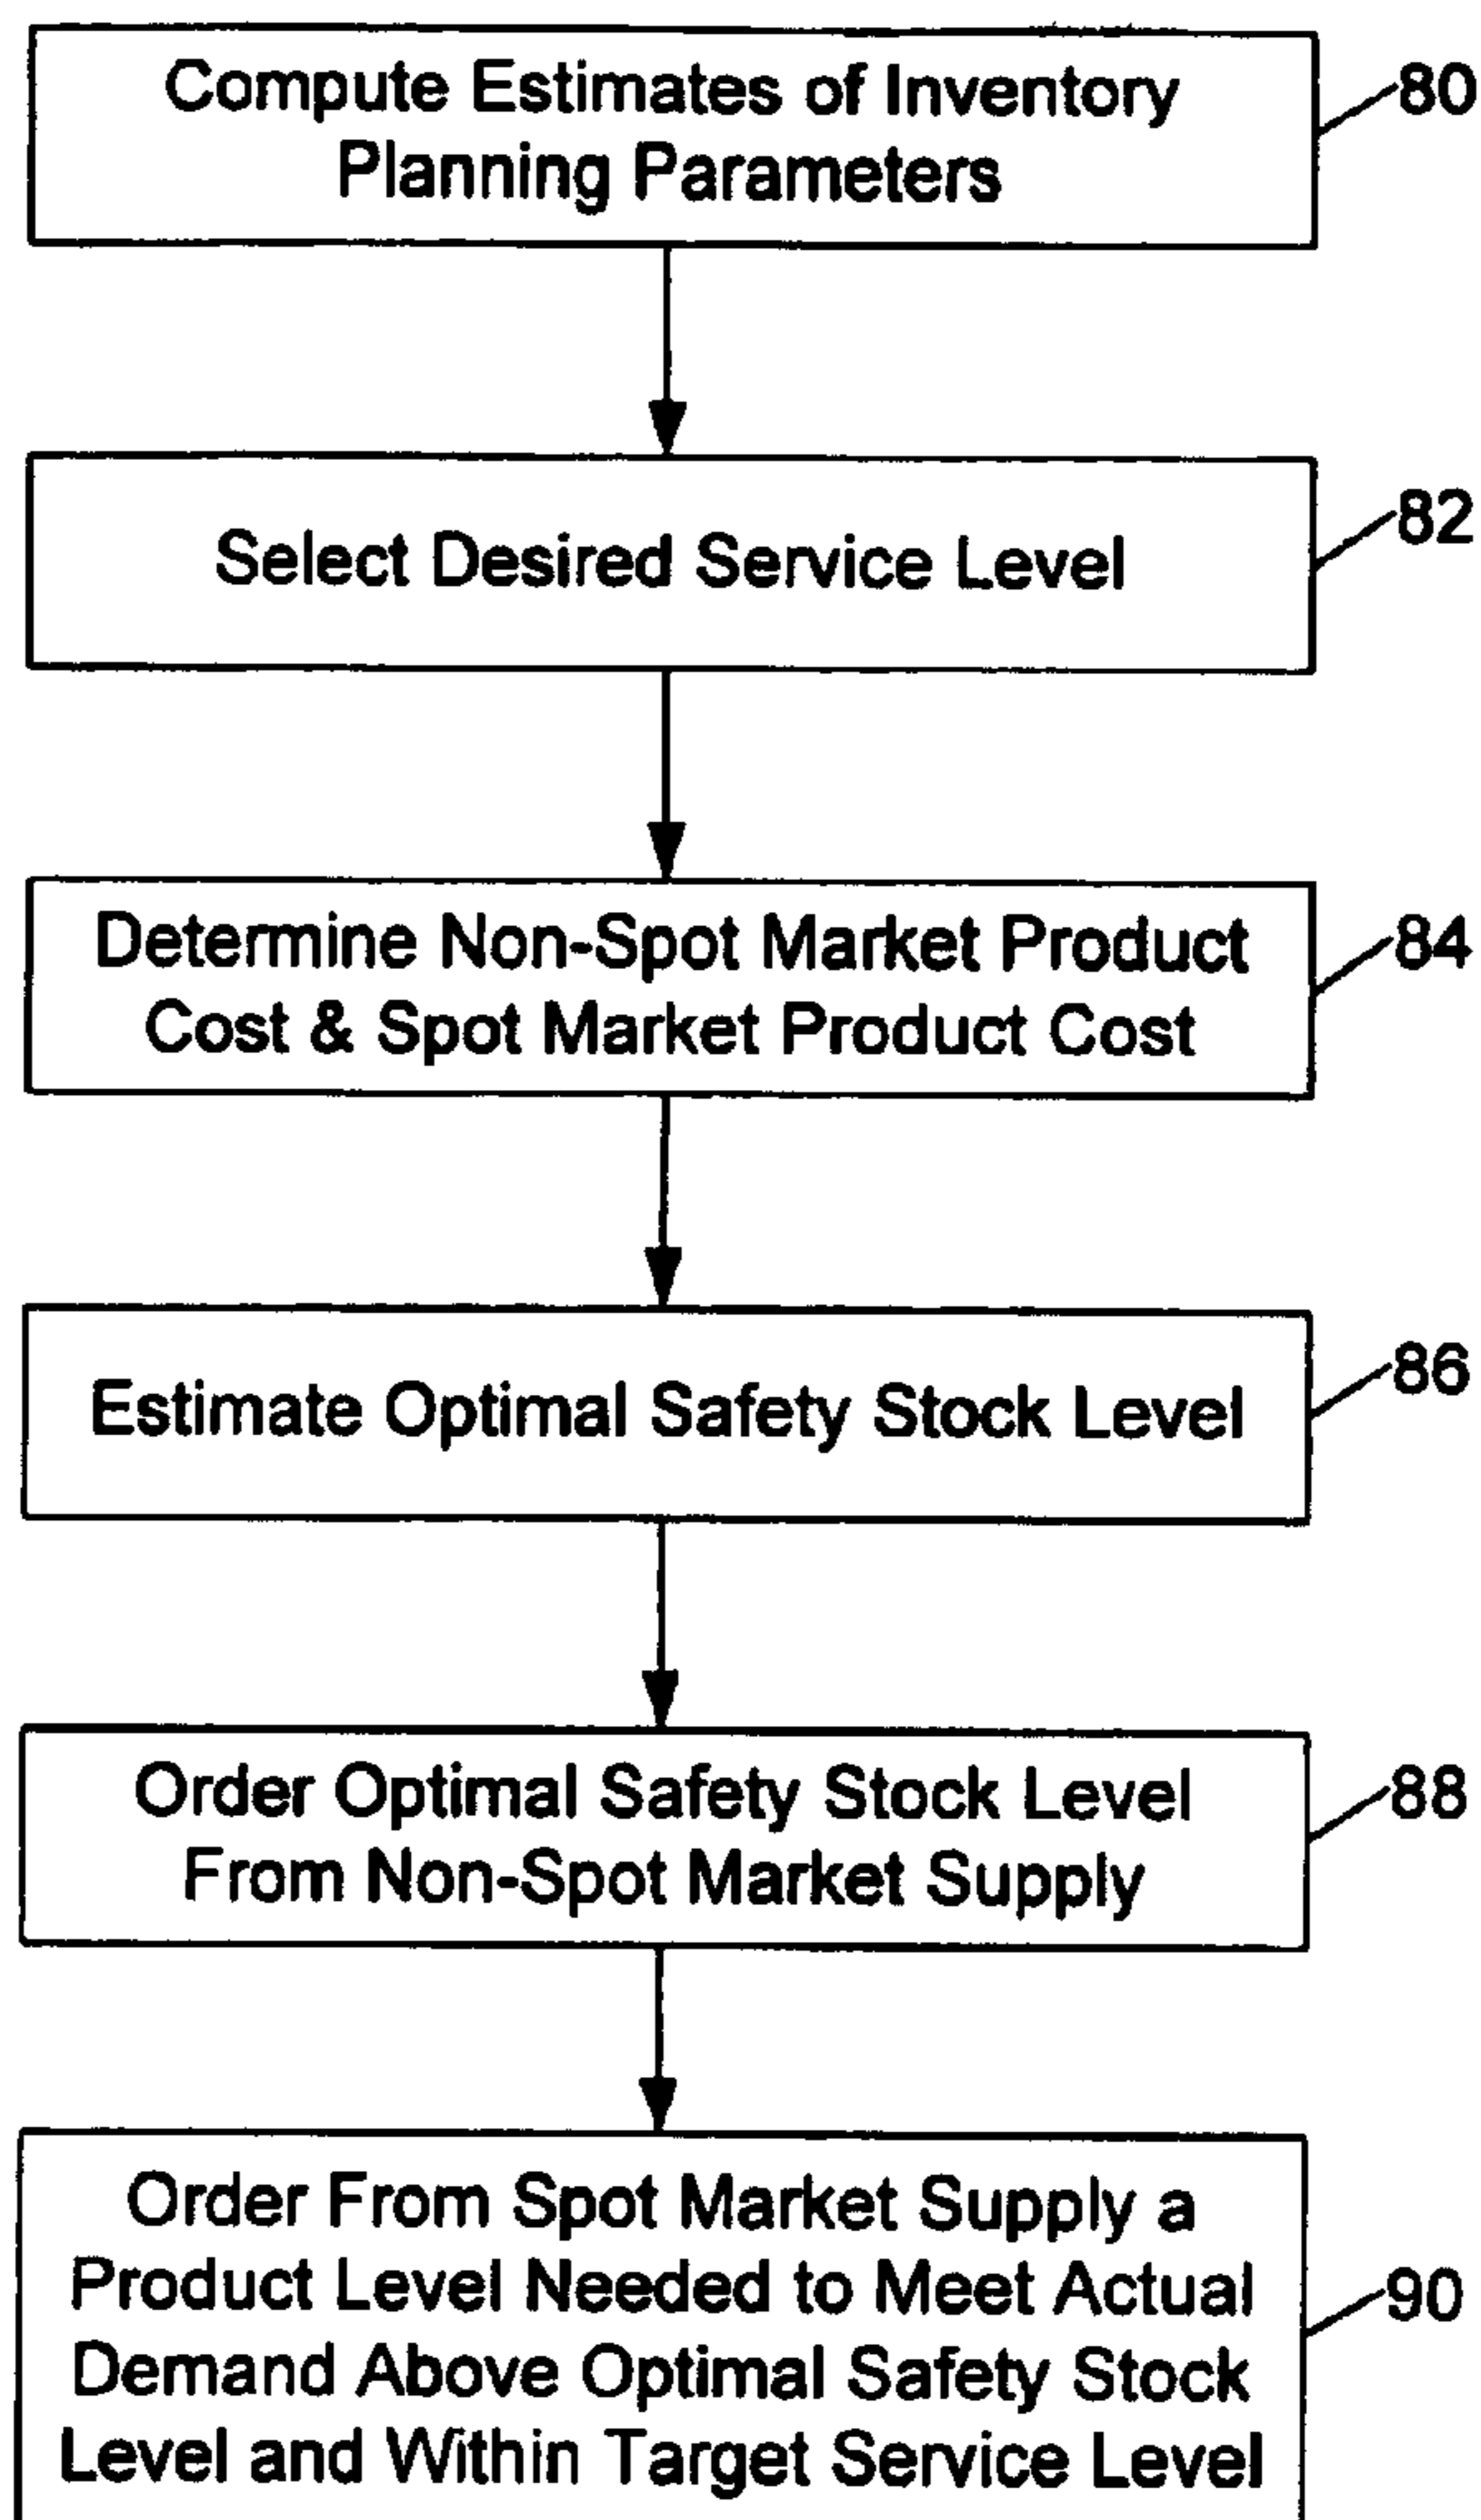 Compute Estimates of Inventory
Planning Parameters
80
Select Desired Service Level
82
Determine Non-Spot Market Product
Cost & Spot Market Product Cost
84
Estimate Optimal Safety Stock Level
86
Order Optimal Safety Stock Level
From Non-Spot Market Supply
88
Order From Spot Market Supply a
Product Level Needed to Meet Actual
Demand Above Optimal Safety Stock
Level and Within Target Service Level
90